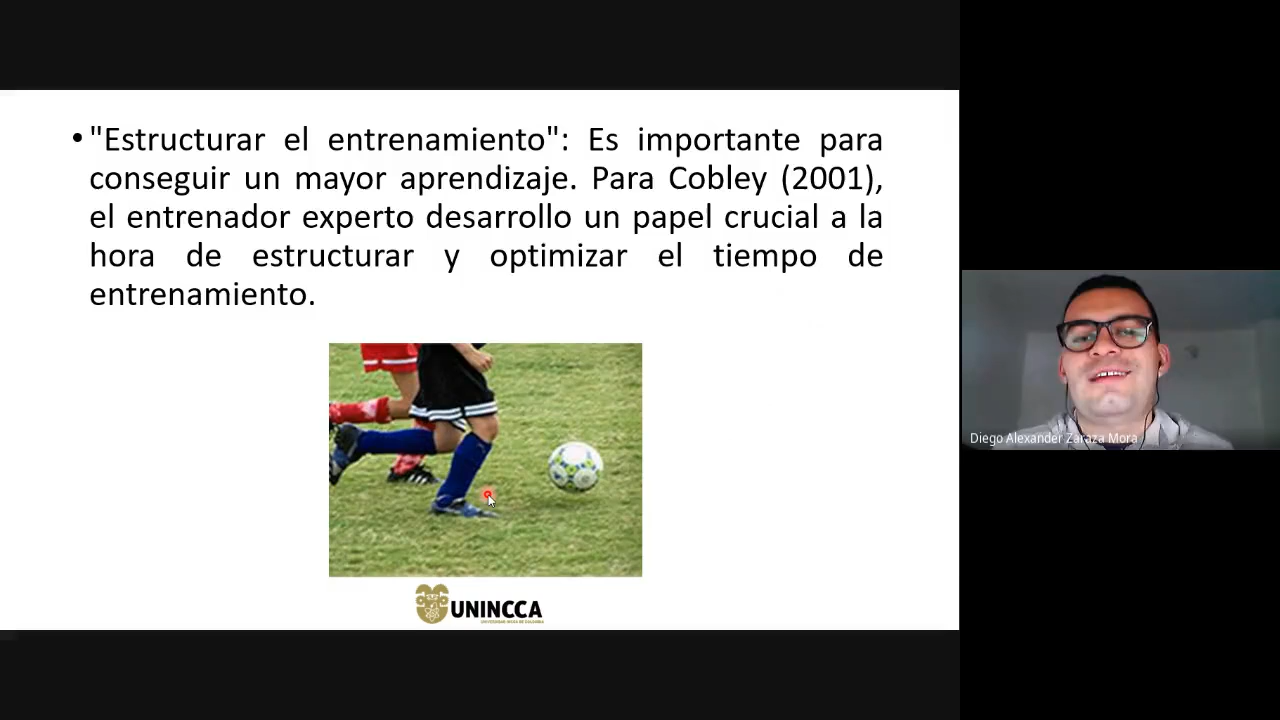 • "Estructurar el entrenamiento": Es importante para
conseguir un mayor aprendizaje. Para Cobley (2001),
el entrenador experto desarrollo un papel crucial a la
hora de estructurar y optimizar el tiempo de
entrenamiento.
Diego Alexander Zaraza Mora
UNINCCA